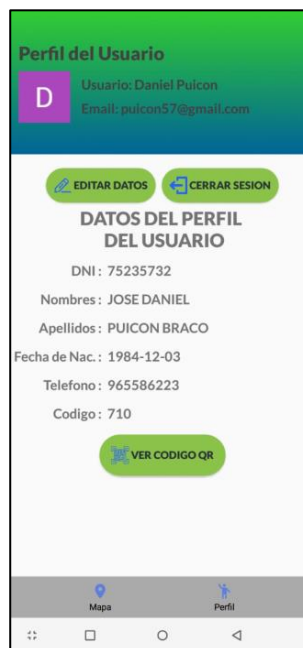 Perfil del Usuario
D
Usuario: Daniel Puicon
Email: puicon57@gmail.com
EDITAR DATOS
CERRAR SESION
DATOS DEL PERFIL
DEL USUARIO
DNI : 75235732
Nombres : JOSE DANIEL
Apellidos : PUICON BRACO
Fecha de Nac. : 1984-12-03
Telefono : 965586223
Codigo : 710
VER CODIGO QR
Mapa
Perfil